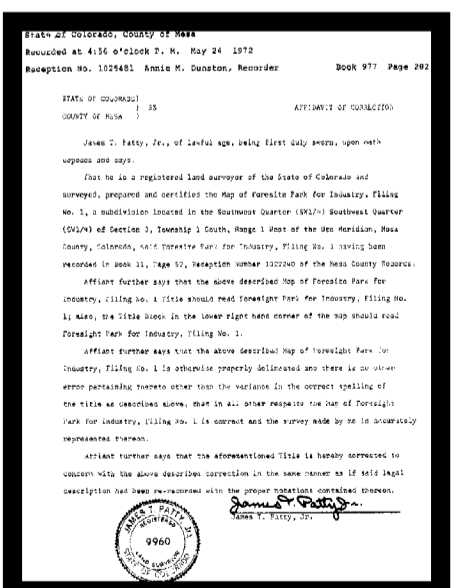 State of Colorado, County of Mesa
Recorded at 4:56 o'clock P. M. May 24 1972
Reception No. 1025481 Annie M. Dunston, Recorder Book 977 Page 282
STATE OF COLORADO)
) SS AFFIDAVIT OF CORRECTION
COUNTY OF MESA )
James T. Patty, Jr., of lawful age, being first duly sworn, upon oath
deposes and says.
That he is a registered land surveyor of the State of Colorado and
surveyed, prepared and certified the Map of Foresite Park for Industry, Filing
No. 1, a subdivision located in the Southwest Quarter (SW1/4) Southwest Quarter
(SW1/4) of Section 3, Township 1 South, Range 1 West of the Ute Meridian, Mesa
County, Colorado, said Foresite Park for Industry, Filing No. 1 having been
recorded in Book 11, Page 52, Reception Number 1022240 of the Mesa County Records.
Affiant further says that the above described Map of Foresite Park for
Industry, Filing No. 1 Title should read Foresight Park for Industry, Filing No.
1; also, the Title Block in the lower right hand corner of the map should read
Foresight Park for Industry, Filing No. 1.
Affiant further says that the above described Map of Foresight Park for
Industry, Filing No. 1 is otherwise properly delineated and there is no other
error pertaining thereto other than the variance in the correct spelling of
the title as described above, that in all other respects the Map of Foresight
Park for Industry, Filing No. 1 is correct and the survey made by me is accurately
represented thereon.
Affiant further says that the aforementioned Title is hereby corrected to
conform with the above described correction in the same manner as if said legal
description had been re-recorded with the proper notations contained thereon.
James T. Patty Jr.
James T. Patty, Jr.
JAMES T. PATTY JR.
REGISTERED
9960
LAND SURVEYOR
STATE OF COLORADO